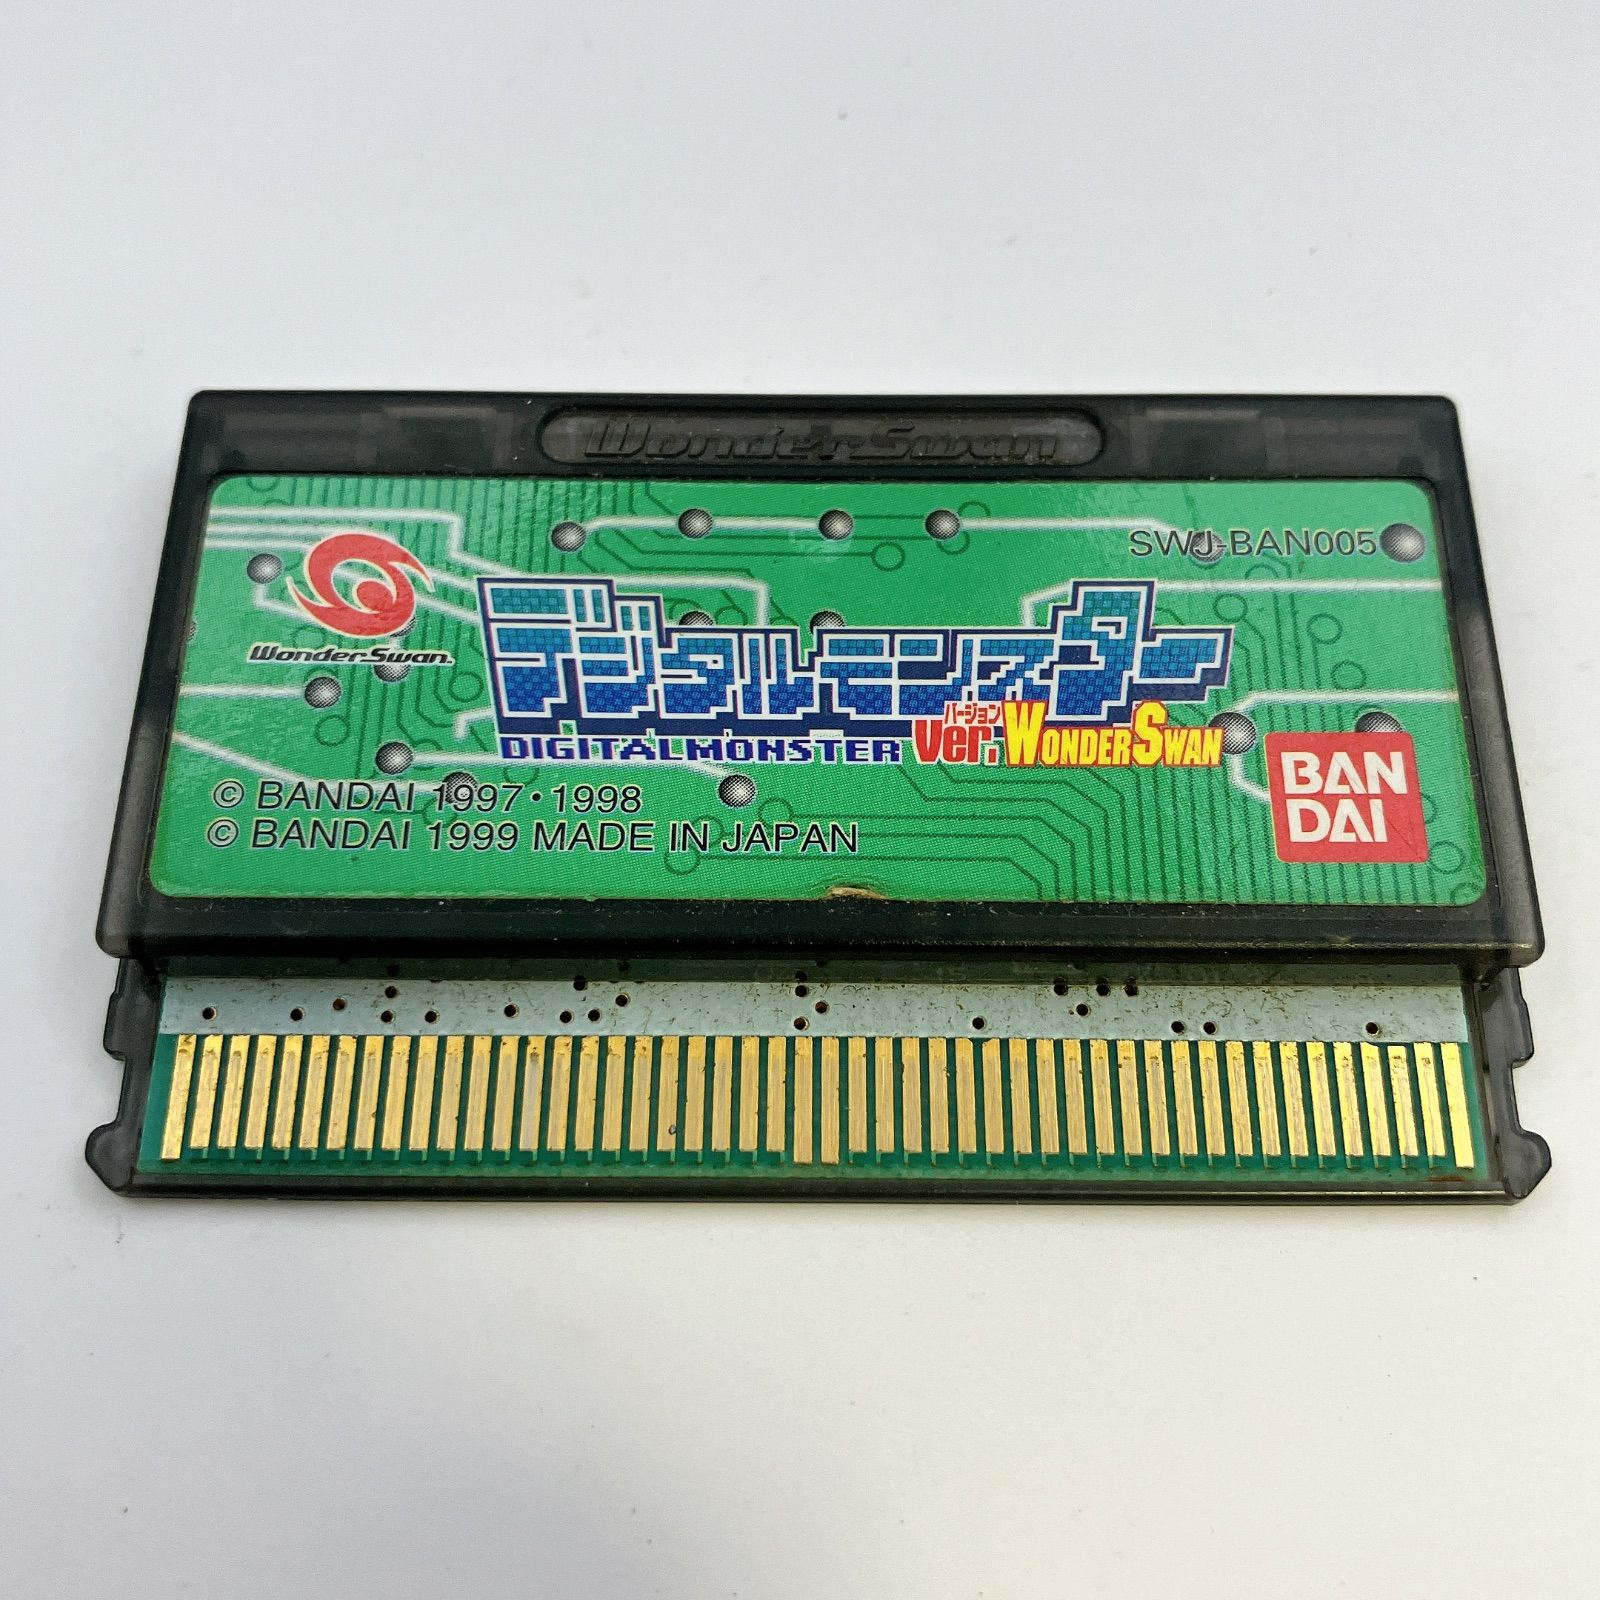 WonderSwan
SWJ-BAN005
WonderSwan.
デジタルモンスター
バージョン
DIGITALMONSTER Ver. WONDERSWAN
© BANDAI 1997・1998
© BANDAI 1999 MADE IN JAPAN
BAN
DAI